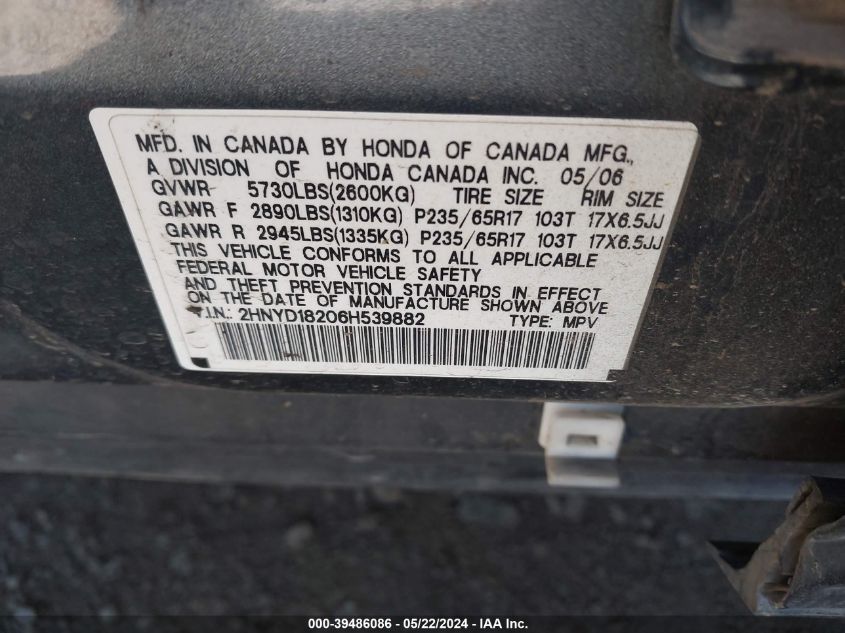 MFD. IN CANADA BY HONDA OF CANADA MFG.,
A DIVISION OF HONDA CANADA INC. 05/06
GVWR 5730LBS(2600KG) TIRE SIZE RIM SIZE
GAWR F 2890LBS(1310KG) P235/65R17 103T 17X6.5JJ
GAWR R 2945LBS(1335KG) P235/65R17 103T 17X6.5JJ
THIS VEHICLE CONFORMS TO ALL APPLICABLE
FEDERAL MOTOR VEHICLE SAFETY
AND THEFT PREVENTION STANDARDS IN EFFECT
ON THE DATE OF MANUFACTURE SHOWN ABOVE
V.I.N.: 2HNYD18206H539882 TYPE: MPV
000-39486086 - 05/22/2024 - IAA Inc.